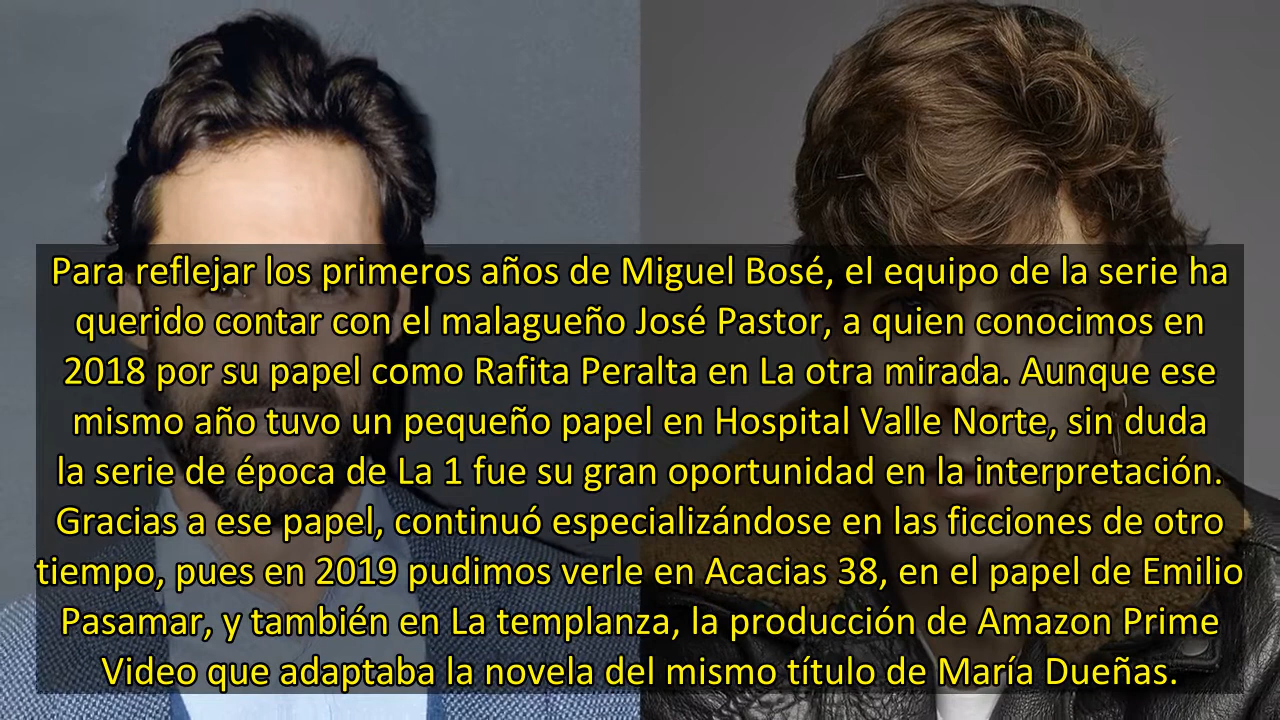 Para reflejar los primeros años de Miguel Bosé, el equipo de la serie ha
querido contar con el malagueño José Pastor, a quien conocimos en
2018 por su papel como Rafita Peralta en La otra mirada. Aunque ese
mismo año tuvo un pequeño papel en Hospital Valle Norte, sin duda
la serie de época de La 1 fue su gran oportunidad en la interpretación.
Gracias a ese papel, continuó especializándose en las ficciones de otro
tiempo, pues en 2019 pudimos verle en Acacias 38, en el papel de Emilio
Pasamar, y también en La templanza, la producción de Amazon Prime
Video que adaptaba la novela del mismo título de María Dueñas.